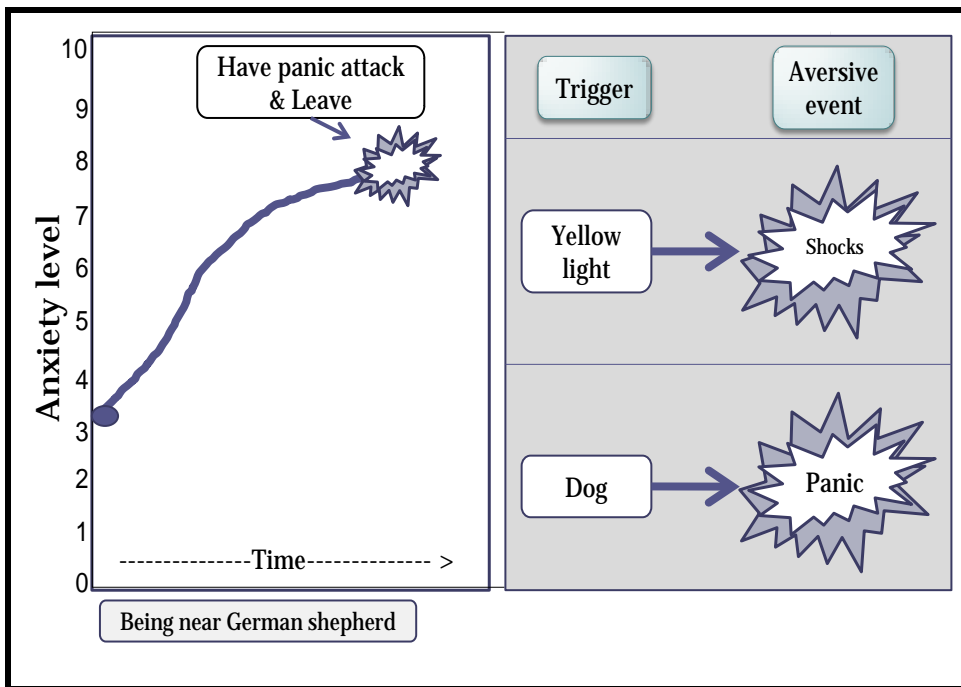 10
9
8
7
6
5
4
3
2
1
0
Anxiety level
Have panic attack
& Leave
---------------Time-------------- >
Being near German shepherd
Trigger
Aversive
event
Yellow
light
Shocks
Dog
Panic